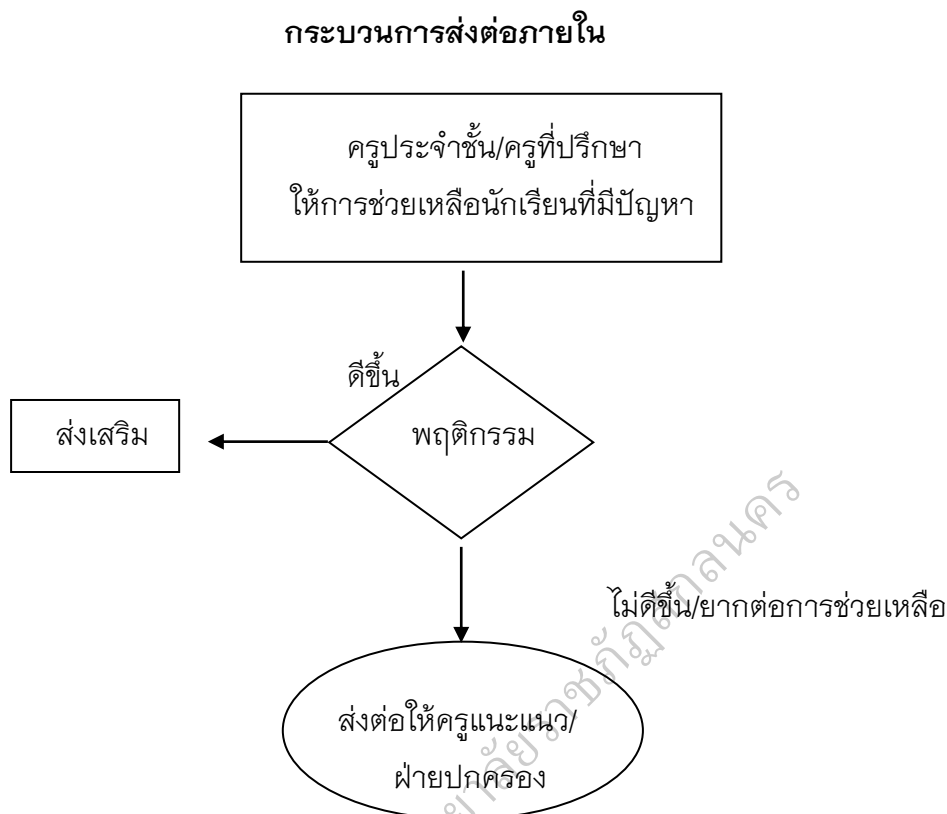 กระบวนการส่งต่อภายใน
ครูประจำชั้น/ครูที่ปรึกษา
ให้การช่วยเหลือนักเรียนที่มีปัญหา
ดีขึ้น
ส่งเสริม
พฤติกรรม
ไม่ดีขึ้น/ยากต่อการช่วยเหลือ
ส่งต่อให้ครูแนะแนว/
ฝ่ายปกครอง